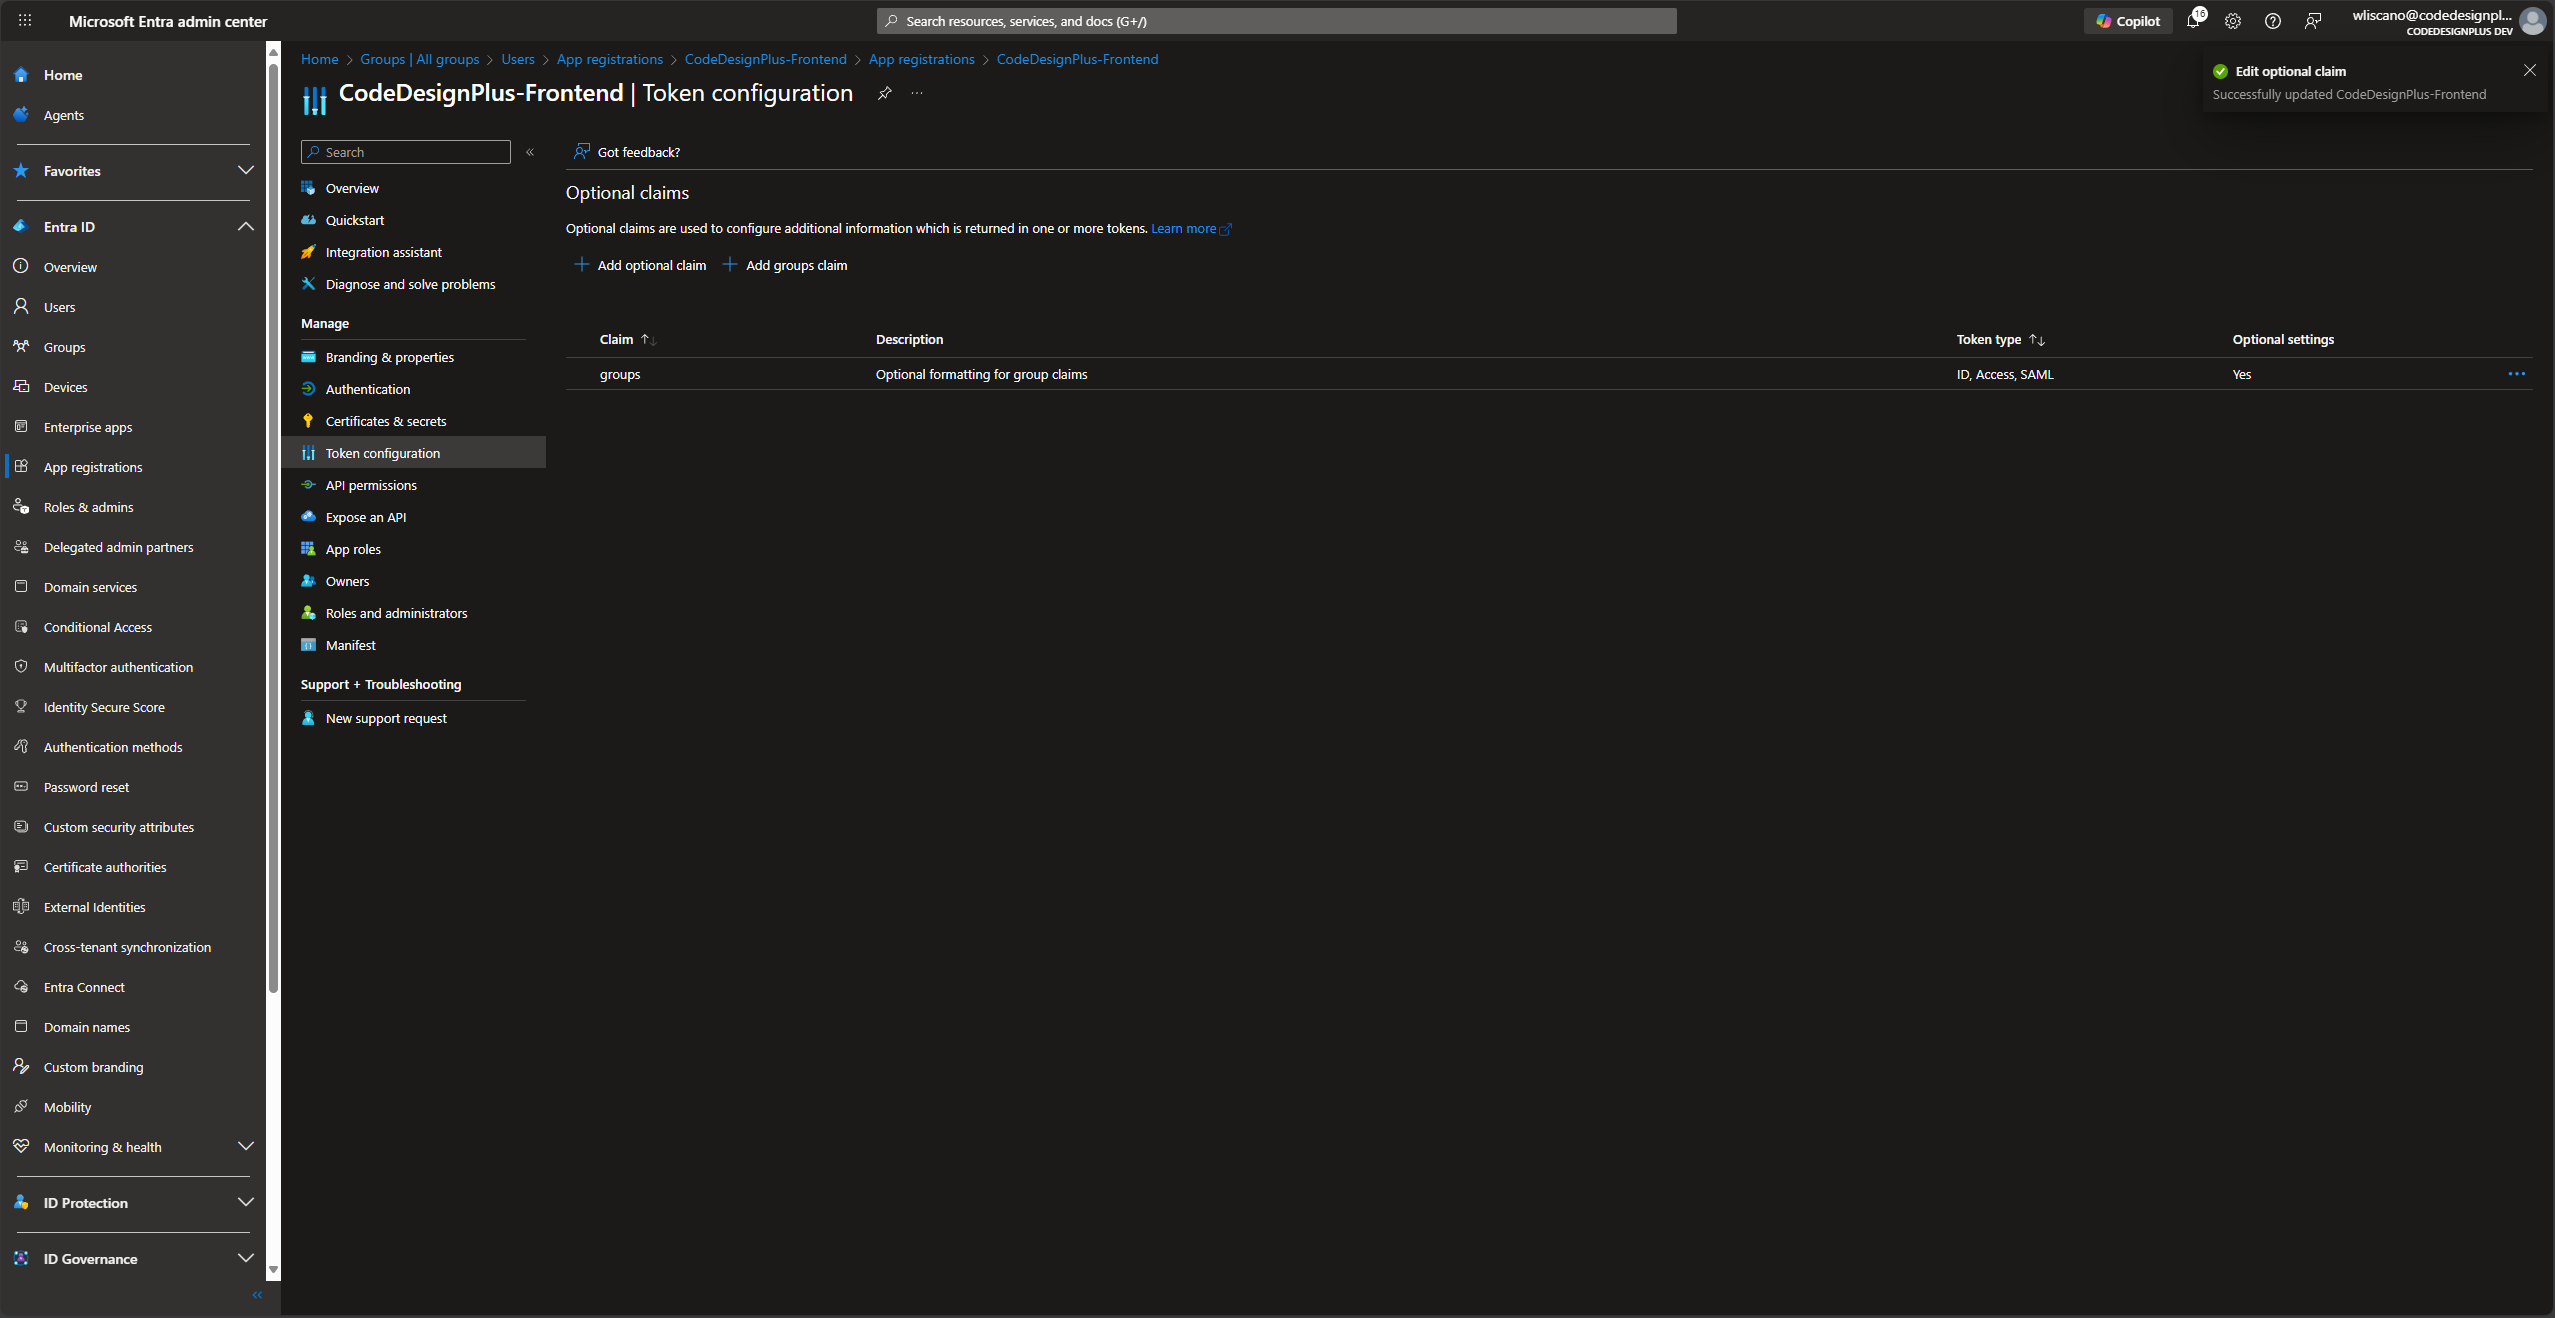 Microsoft Entra admin center
Search resources, services, and docs (G+/)
Copilot
16
wliscano@codedesignpl...
CODEDESIGNPLUS DEV
Home
Agents
Favorites
Entra ID
Overview
Users
Groups
Devices
Enterprise apps
App registrations
Roles & admins
Delegated admin partners
Domain services
Conditional Access
Multifactor authentication
Identity Secure Score
Authentication methods
Password reset
Custom security attributes
Certificate authorities
External Identities
Cross-tenant synchronization
Entra Connect
Domain names
Custom branding
Mobility
Monitoring & health
ID Protection
ID Governance
Home > Groups | All groups > Users > App registrations > CodeDesignPlus-Frontend > App registrations > CodeDesignPlus-Frontend
CodeDesignPlus-Frontend | Token configuration
Edit optional claim
Successfully updated CodeDesignPlus-Frontend
Search
Overview
Quickstart
Integration assistant
Diagnose and solve problems
Manage
Branding & properties
Authentication
Certificates & secrets
Token configuration
API permissions
Expose an API
App roles
Owners
Roles and administrators
Manifest
Support + Troubleshooting
New support request
Got feedback?
Optional claims
Optional claims are used to configure additional information which is returned in one or more tokens. Learn more
Add optional claim Add groups claim
Claim Description Token type Optional settings
groups Optional formatting for group claims ID, Access, SAML Yes